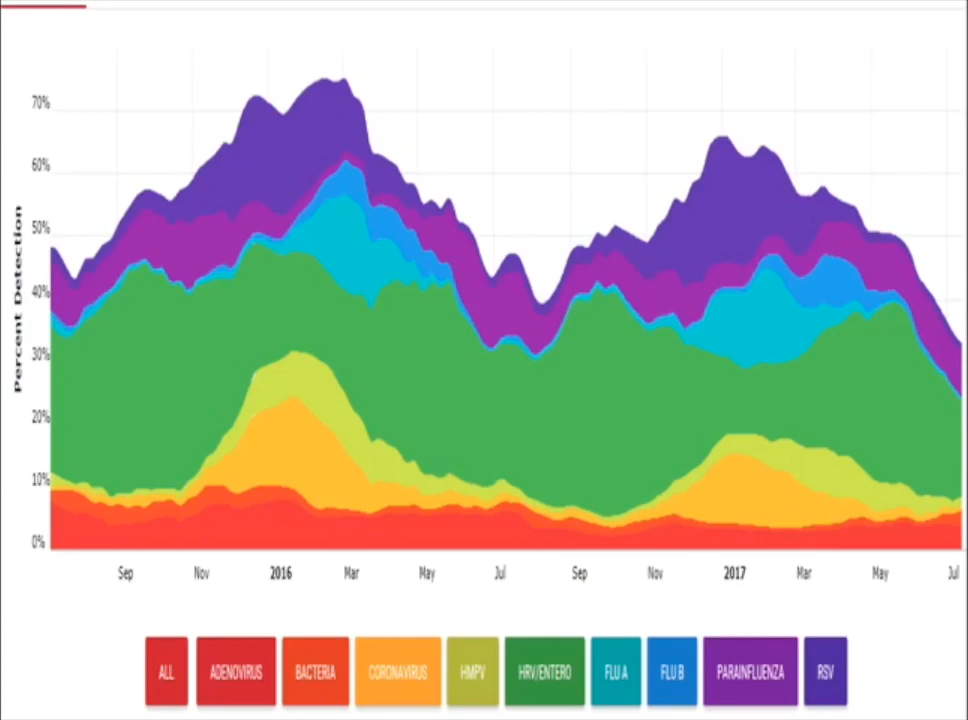 70%
60%
50%
40%
30%
20%
10%
0%
Percent Detection
Sep Nov 2016 Mar May Jul Sep Nov 2017 Mar May Jul
ALL ADENOVIRUS BACTERIA CORONAVIRUS HMPV HRV/ENTERO FLU A FLU B PARAINFLUENZA RSV